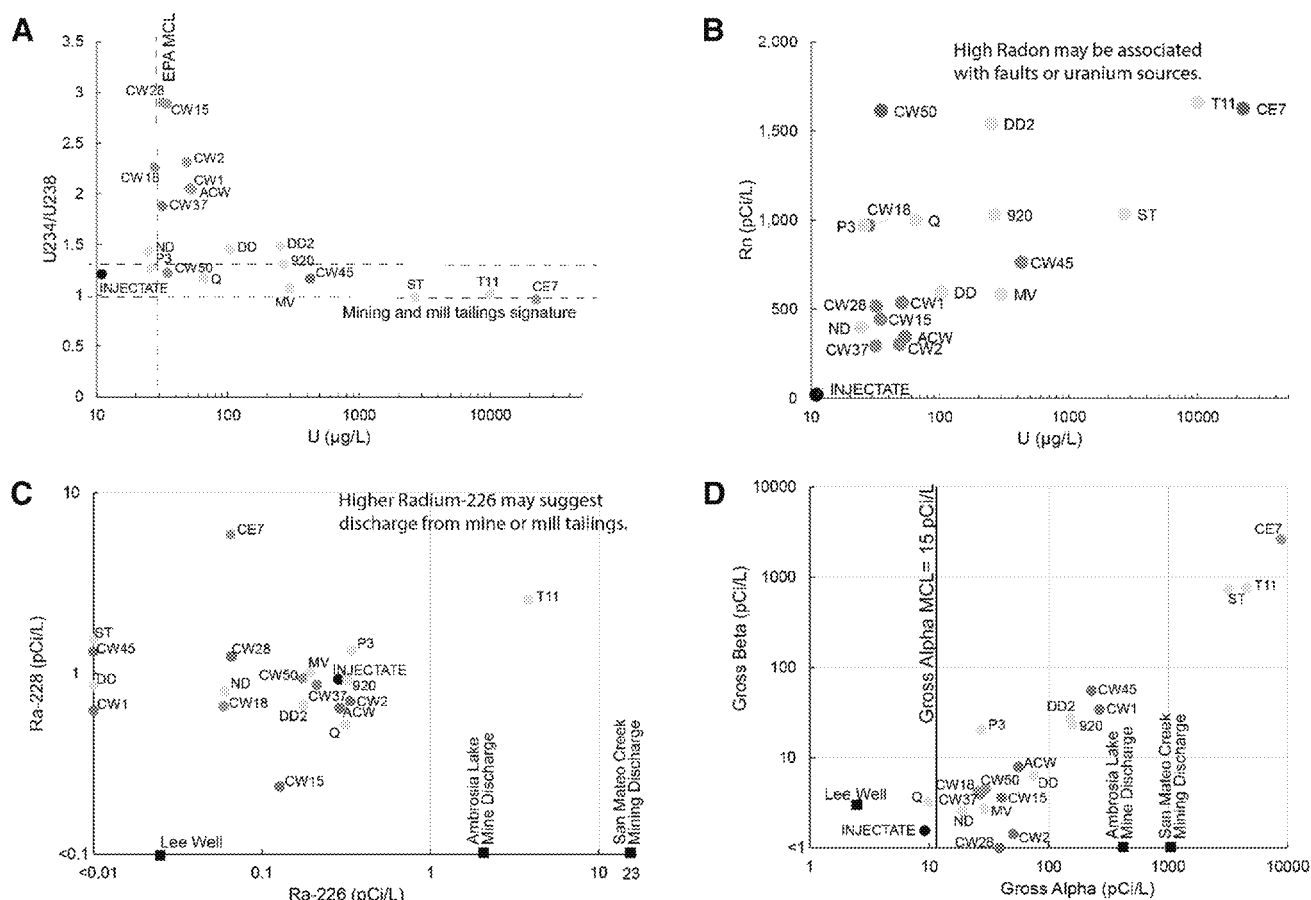 A
EPA MCL
3.5
3
2.5
2
1.5
1
0.5
0
U234/U238
CW28
CW15
CW18
CW2
CW1
ACW
CW37
ND
P3
DD
DD2
920
CW50
Q
CW45
INJECTATE
MV
ST
T11
CE7
Mining and mill tailings signature
10
100
1000
10000
U (µg/L)
B
High Radon may be associated
with faults or uranium sources.
2,000
1,500
1,000
500
0
Rn (pCi/L)
CW50
DD2
T11
CE7
P3
CW18
Q
920
ST
CW45
DD
MV
CW28
CW1
CW15
ND
ACW
CW37
CW2
INJECTATE
10
100
1000
10000
U (µg/L)
C
Higher Radium-226 may suggest
discharge from mine or mill tailings.
10
1
<0.1
Ra-228 (pCi/L)
CE7
T11
ST
CW45
CW28
P3
MV
INJECTATE
DD
CW50
ND
920
CW1
CW18
CW37
CW2
DD2
ACW
Q
CW15
Lee Well
Ambrosia Lake
Mine Discharge
San Mateo Creek
Mining Discharge
<0.01
0.1
1
10
23
Ra-226 (pCi/L)
D
Gross Alpha MCL= 15 pCi/L
10000
1000
100
10
<1
Gross Beta (pCi/L)
CE7
T11
ST
CW45
CW1
DD2
920
P3
ACW
DD
CW18
CW50
Lee Well
Q
CW37
CW15
ND
MV
INJECTATE
CW28
CW2
Ambrosia Lake
Mine Discharge
San Mateo Creek
Mining Discharge
1
10
100
1000
10000
Gross Alpha (pCi/L)